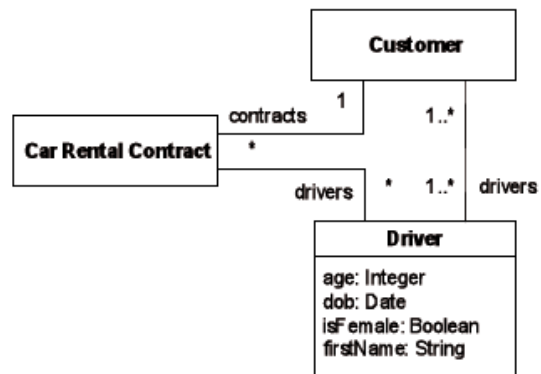 Customer
contracts
1
1..*
Car Rental Contract
*
drivers
*
1..*
drivers
Driver
age: Integer
dob: Date
isFemale: Boolean
firstName: String